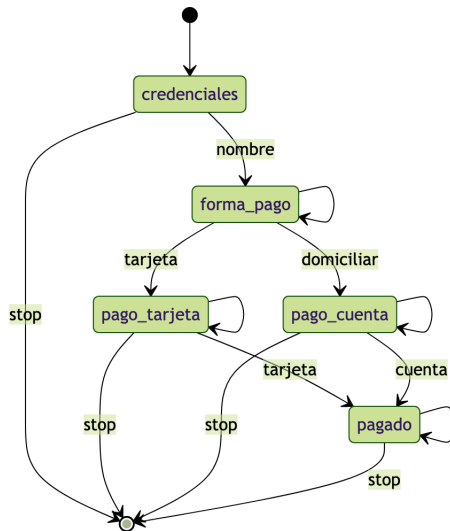 credenciales
nombre
forma_pago
tarjeta
domiciliar
stop
pago_tarjeta
pago_cuenta
tarjeta
cuenta
stop
stop
pagado
stop